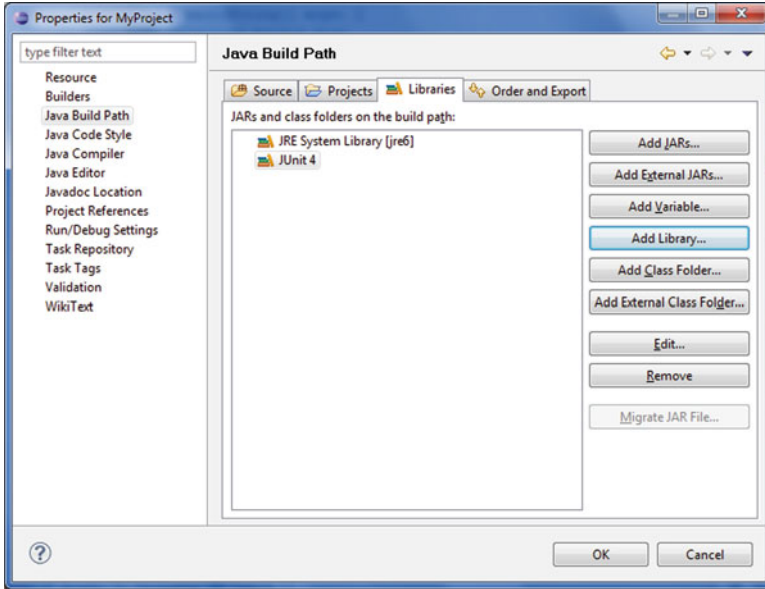 Properties for MyProject
type filter text
Resource
Builders
Java Build Path
Java Code Style
Java Compiler
Java Editor
Javadoc Location
Project References
Run/Debug Settings
Task Repository
Task Tags
Validation
WikiText
Java Build Path
Source Projects Libraries Order and Export
JARs and class folders on the build path:
JRE System Library [jre6]
JUnit 4
Add JARs...
Add External JARs...
Add Variable...
Add Library...
Add Class Folder...
Add External Class Folder...
Edit...
Remove
Migrate JAR File...
?
OK Cancel